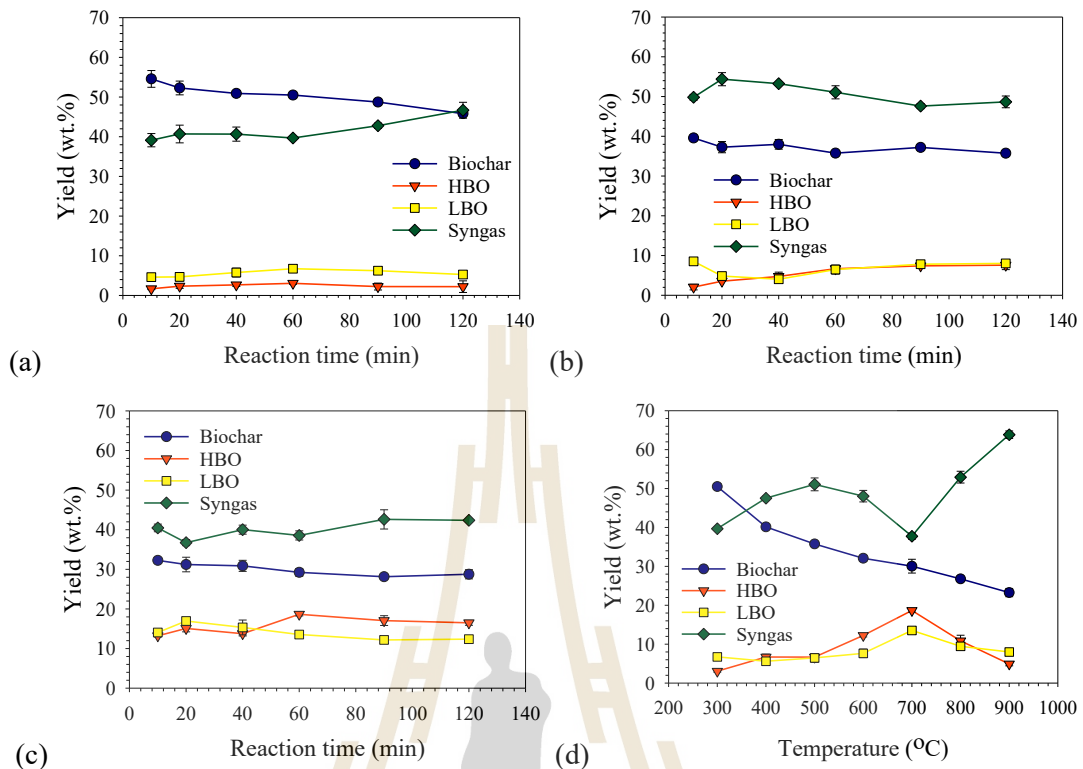 70
60
50
40
30
20
10
0
Yield (wt.%)
Biochar
HBO
LBO
Syngas
0 20 40 60 80 100 120 140
Reaction time (min)
(a)
70
60
50
40
30
20
10
0
Yield (wt.%)
Biochar
HBO
LBO
Syngas
0 20 40 60 80 100 120 140
Reaction time (min)
(b)
70
60
50
40
30
20
10
0
Yield (wt.%)
Biochar
HBO
LBO
Syngas
0 20 40 60 80 100 120 140
Reaction time (min)
(c)
70
60
50
40
30
20
10
0
Yield (wt.%)
Biochar
HBO
LBO
Syngas
200 300 400 500 600 700 800 900 1000
Temperature (ᴼC)
(d)